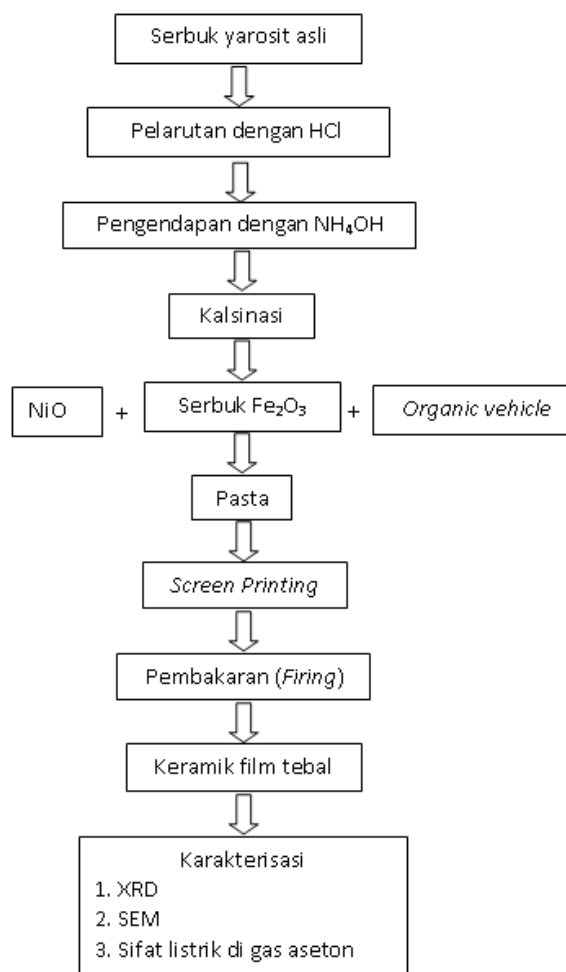 Serbuk yarosit asli
Pelarutan dengan HCl
Pengendapan dengan NH₄OH
Kalsinasi
NiO + Serbuk Fe₂O₃ + Organic vehicle
Pasta
Screen Printing
Pembakaran (Firing)
Keramik film tebal
Karakterisasi
1. XRD
2. SEM
3. Sifat listrik di gas aseton